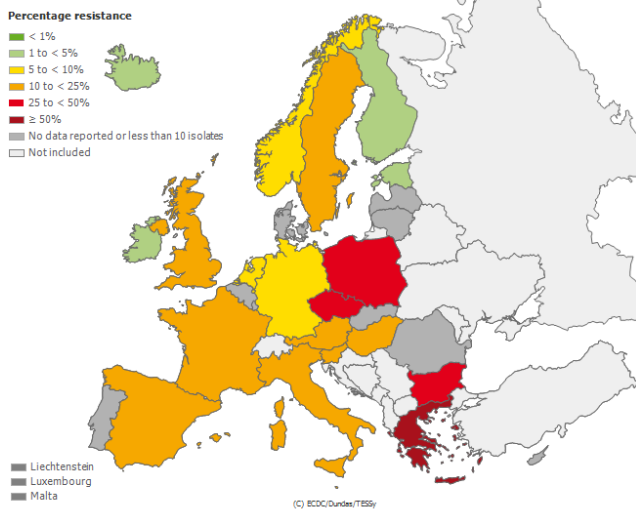 Percentage resistance
< 1%
1 to < 5%
5 to < 10%
10 to < 25%
25 to < 50%
≥ 50%
No data reported or less than 10 isolates
Not included
Liechtenstein
Luxembourg
Malta
(C) ECDC/Dundas/TESSy